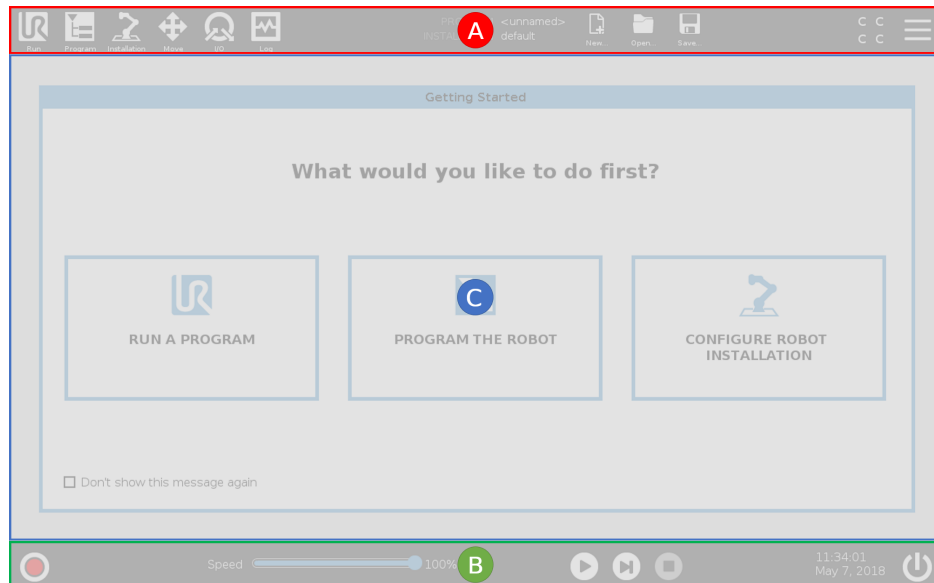 <unnamed>
A
default
Run Program Installation Move I/O Log
New... Open... Save...
C C
C C
Getting Started
What would you like to do first?
C
RUN A PROGRAM
PROGRAM THE ROBOT
CONFIGURE ROBOT
INSTALLATION
Don't show this message again
Speed
100%
B
11:34:01
May 7, 2018